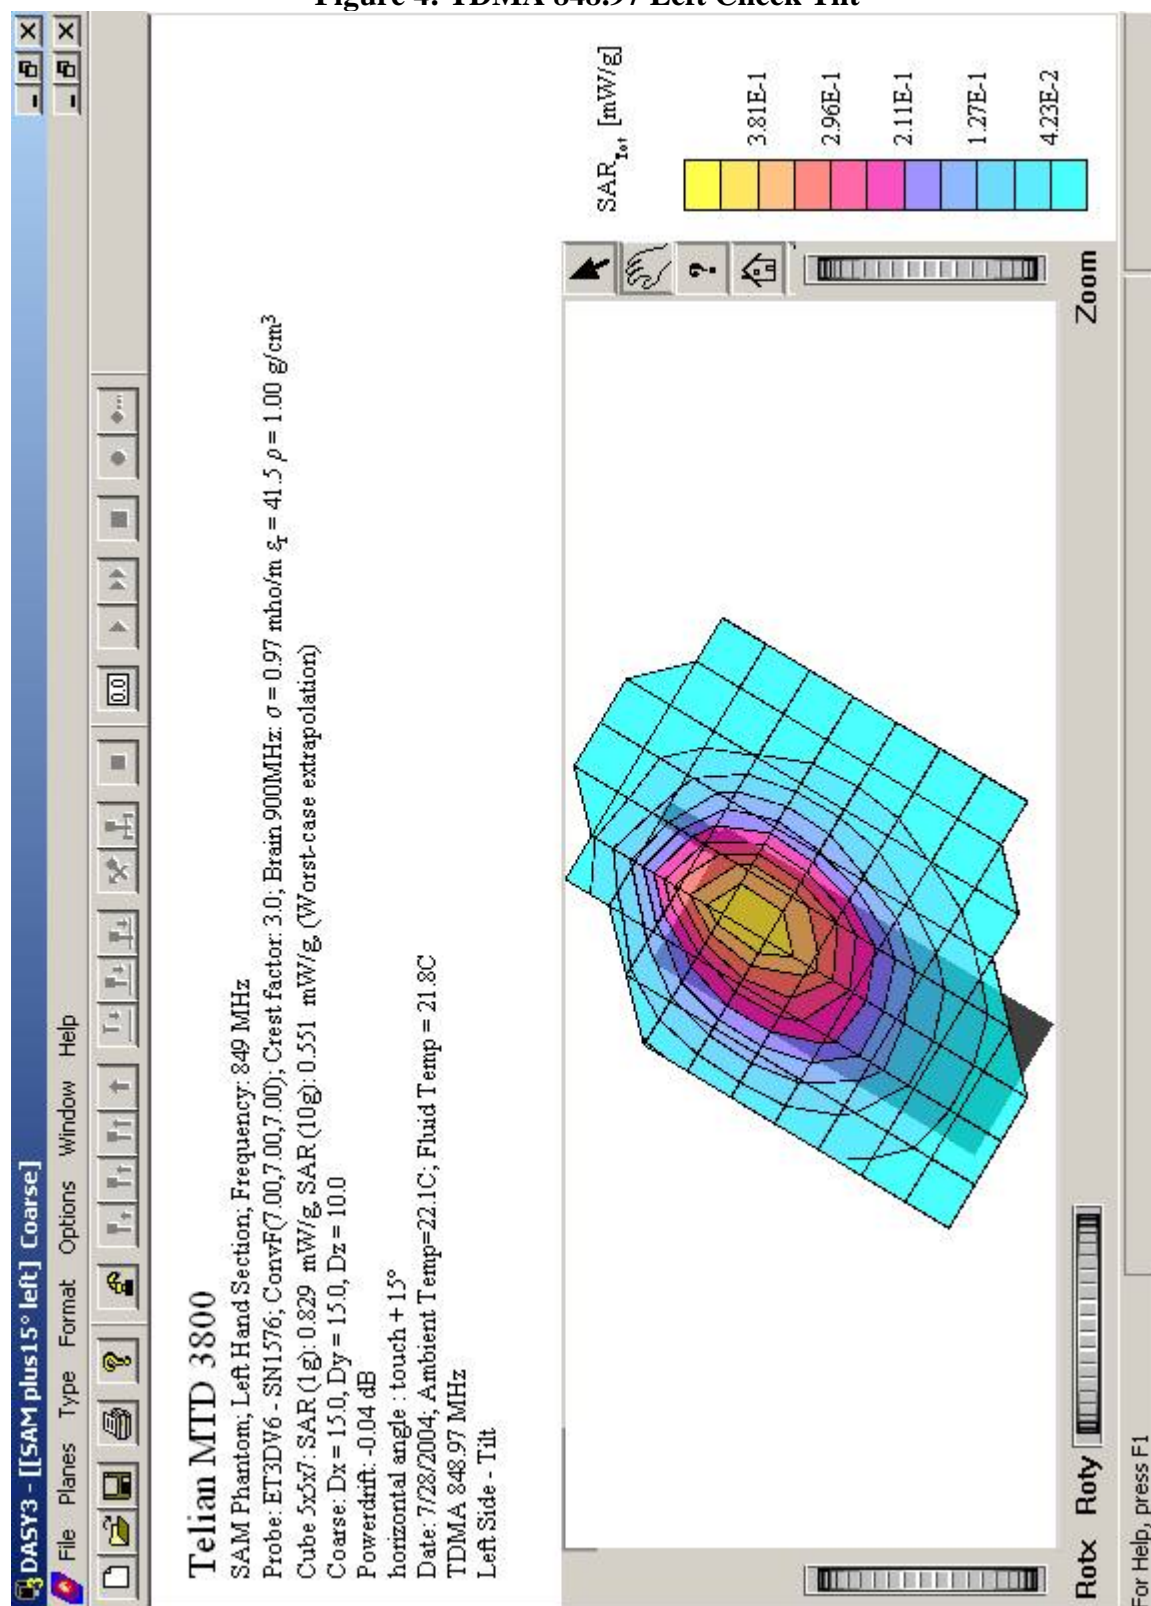 Figure 4: TDMA 848.97 Left Cheek Tilt
DASY3 - [[SAM plus15° left] Coarse]
File Planes Type Format Options Window Help
0.0
Telian MTD 3800
SAM Phantom; Left Hand Section; Frequency: 849 MHz
Probe: ET3DV6 - SN1576; ConvF(7.00,7.00,7.00); Crest factor: 3.0; Brain 900MHz: σ = 0.97 mho/m εr = 41.5 ρ = 1.00 g/cm³
Cube 5x5x7: SAR (1g): 0.829 mW/g, SAR (10g): 0.551 mW/g, (Worst-case extrapolation)
Coarse: Dx = 15.0, Dy = 15.0, Dz = 10.0
Powerdrift: -0.04 dB
horizontal angle : touch + 15°
Date: 7/28/2004; Ambient Temp=22.1C; Fluid Temp = 21.8C
TDMA 848.97 MHz
Left Side - Tilt
SAR Tot [mW/g]
3.81E-1
2.96E-1
2.11E-1
1.27E-1
4.23E-2
Rotx Roty Zoom
For Help, press F1